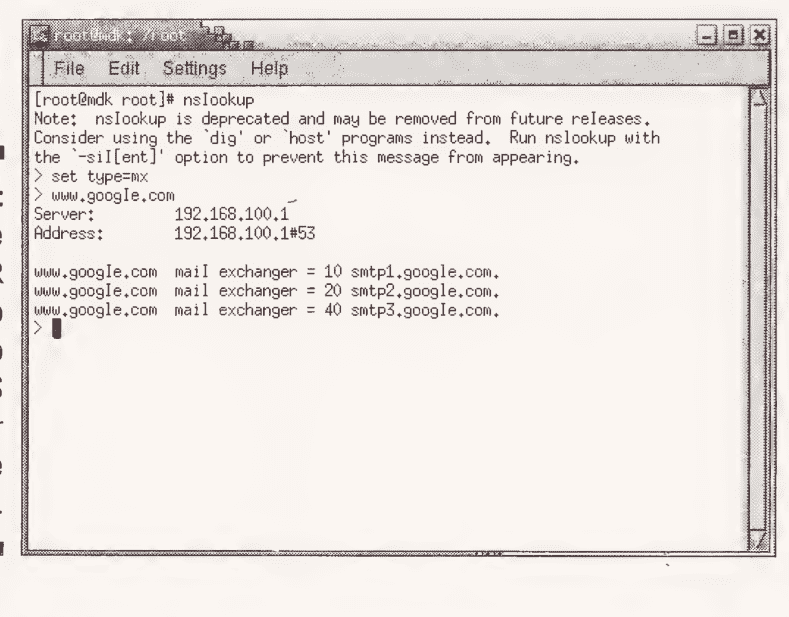 root@mdk: /root
File Edit Settings Help
[root@mdk root]# nslookup
Note: nslookup is deprecated and may be removed from future releases.
Consider using the `dig' or `host' programs instead. Run nslookup with
the `-sil[ent]' option to prevent this message from appearing.
> set type=mx
> www.google.com
Server: 192.168.100.1
Address: 192.168.100.1#53
www.google.com mail exchanger = 10 smtp1.google.com.
www.google.com mail exchanger = 20 smtp2.google.com.
www.google.com mail exchanger = 40 smtp3.google.com.
>